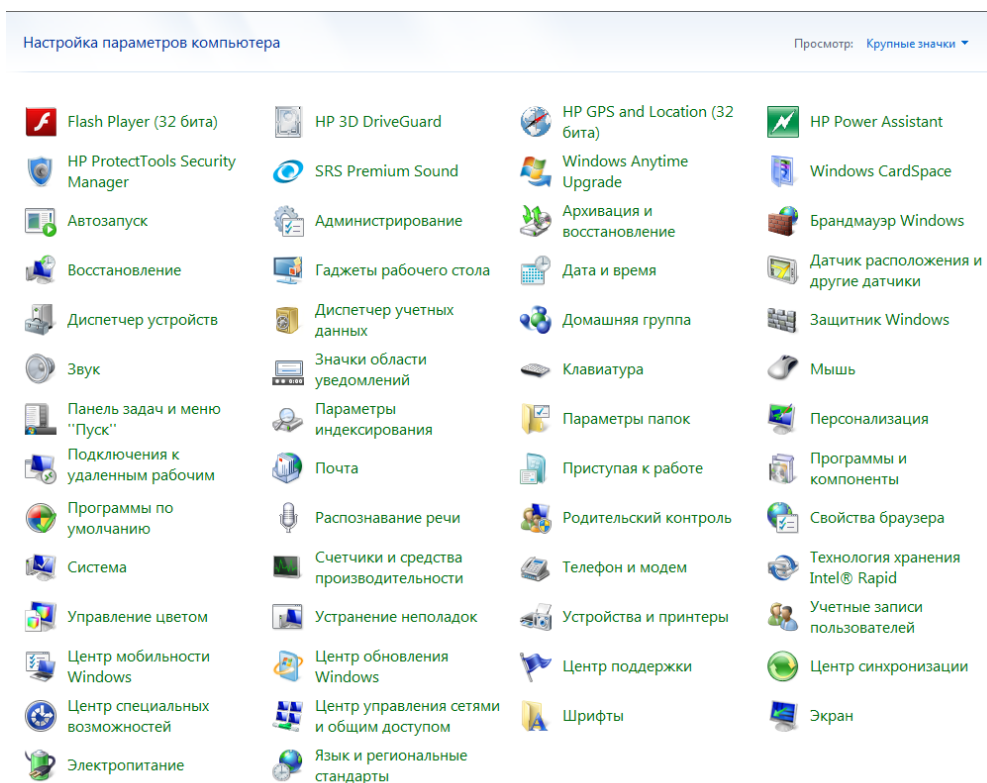 Настройка параметров компьютера
Просмотр: Крупные значки
Flash Player (32 бита)
HP 3D DriveGuard
HP GPS and Location (32
бита)
HP Power Assistant
HP ProtectTools Security
Manager
SRS Premium Sound
Windows Anytime
Upgrade
Windows CardSpace
Автозапуск
Администрирование
Архивация и
восстановление
Брандмауэр Windows
Восстановление
Гаджеты рабочего стола
Дата и время
Датчик расположения и
другие датчики
Диспетчер устройств
Диспетчер учетных
данных
Домашняя группа
Защитник Windows
Звук
Значки области
уведомлений
Клавиатура
Мышь
Панель задач и меню
"Пуск"
Параметры
индексирования
Параметры папок
Персонализация
Подключения к
удаленным рабочим
Почта
Приступая к работе
Программы и
компоненты
Программы по
умолчанию
Распознавание речи
Родительский контроль
Свойства браузера
Система
Счетчики и средства
производительности
Телефон и модем
Технология хранения
Intel® Rapid
Управление цветом
Устранение неполадок
Устройства и принтеры
Учетные записи
пользователей
Центр мобильности
Windows
Центр обновления
Windows
Центр поддержки
Центр синхронизации
Центр специальных
возможностей
Центр управления сетями
и общим доступом
Шрифты
Экран
Электропитание
Язык и региональные
стандарты